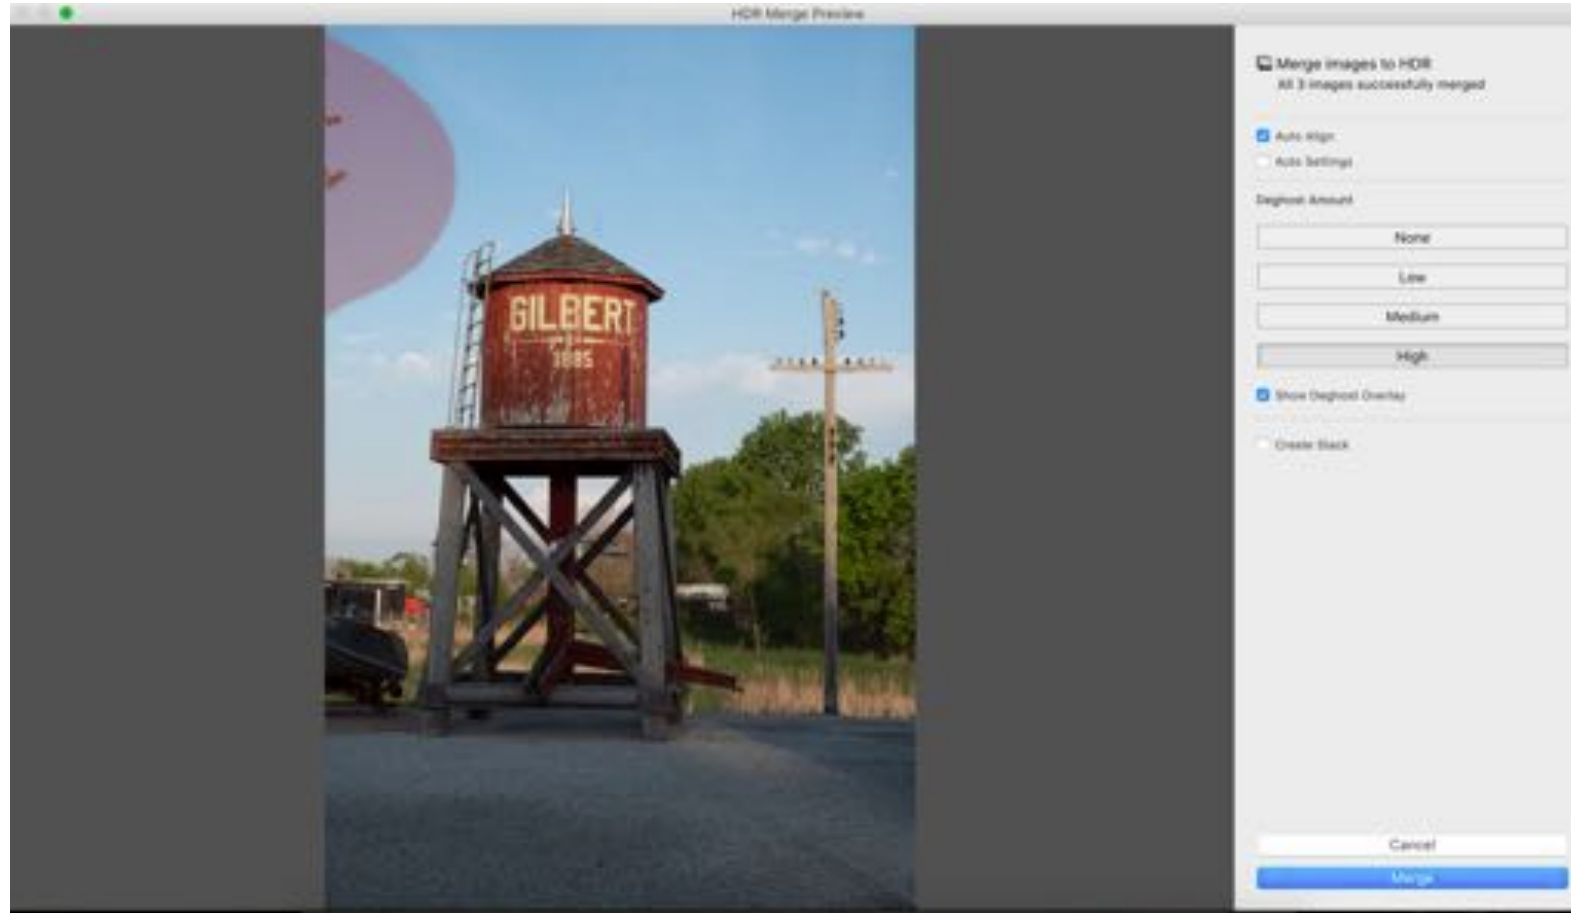 HDR Merge Preview
Merge images to HDR
All 3 images successfully merged
Auto Align
Auto Settings
Deghost Amount
None
Low
Medium
High
Show Deghost Overlay
Create Stack
Cancel
Merge
GILBERT
1885